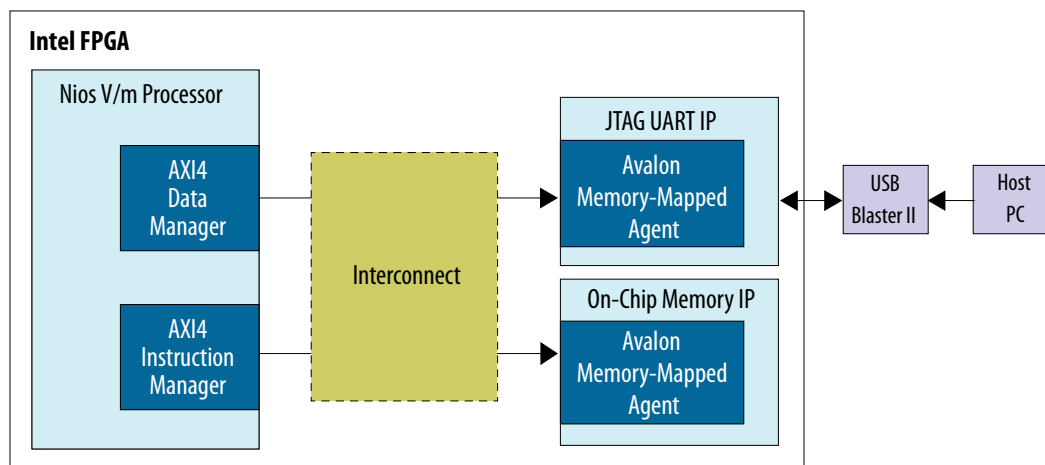 Intel FPGA
Nios V/m Processor
AXI4
Data
Manager
AXI4
Instruction
Manager
Interconnect
JTAG UART IP
Avalon
Memory-Mapped
Agent
On-Chip Memory IP
Avalon
Memory-Mapped
Agent
USB
Blaster II
Host
PC